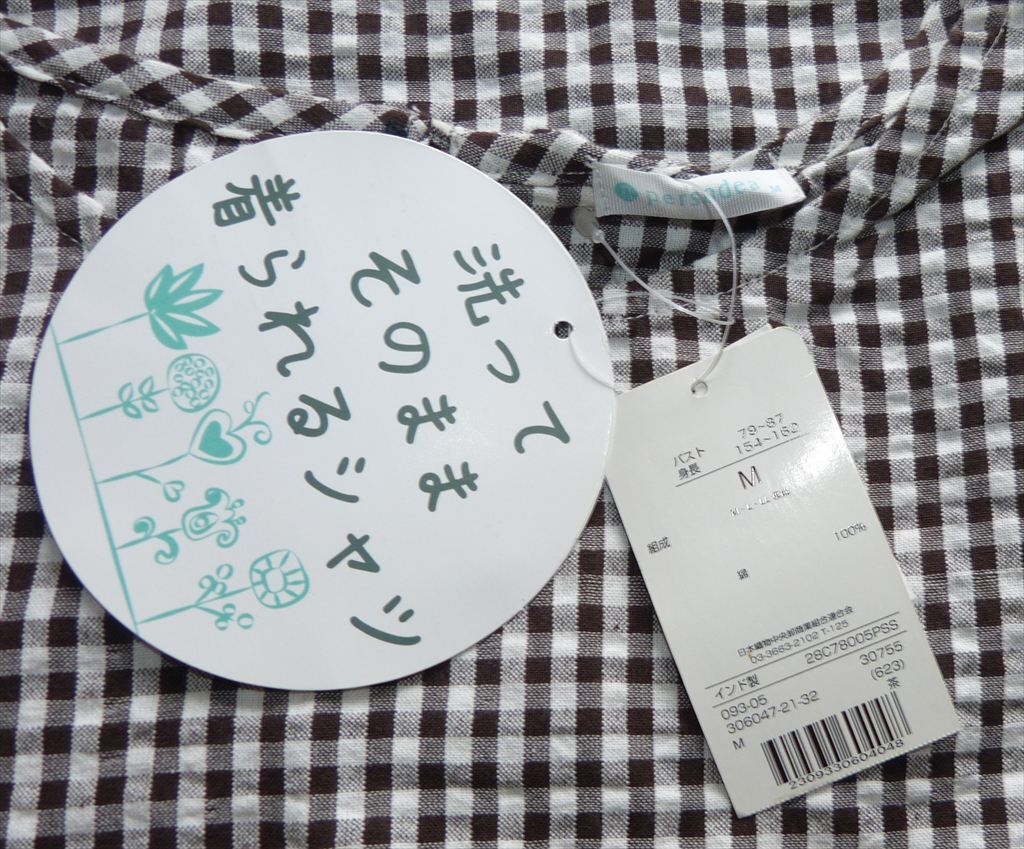 洗って
そのまま
着られるシャツ
persodea M
バスト 79~87
身長 154~162
M
組成
綿 100%
日本織物中央卸商業組合連合会
03-3663-2102 T-125
28C78005PSS
インド製 30755
093-05 (623)
306047-21-32 茶
M
2309330604048